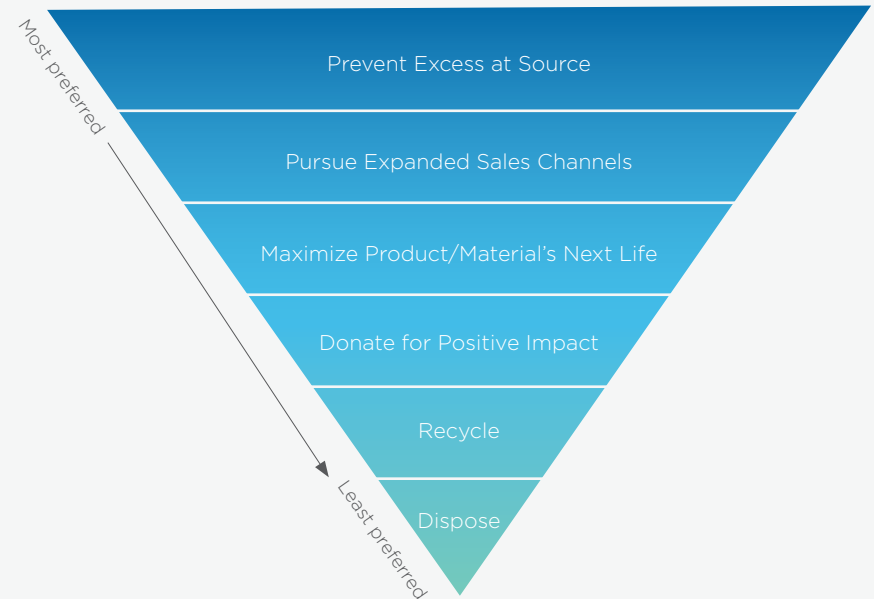 Most preferred
Prevent Excess at Source
Pursue Expanded Sales Channels
Maximize Product/Material’s Next Life
Donate for Positive Impact
Recycle
Least preferred
Dispose